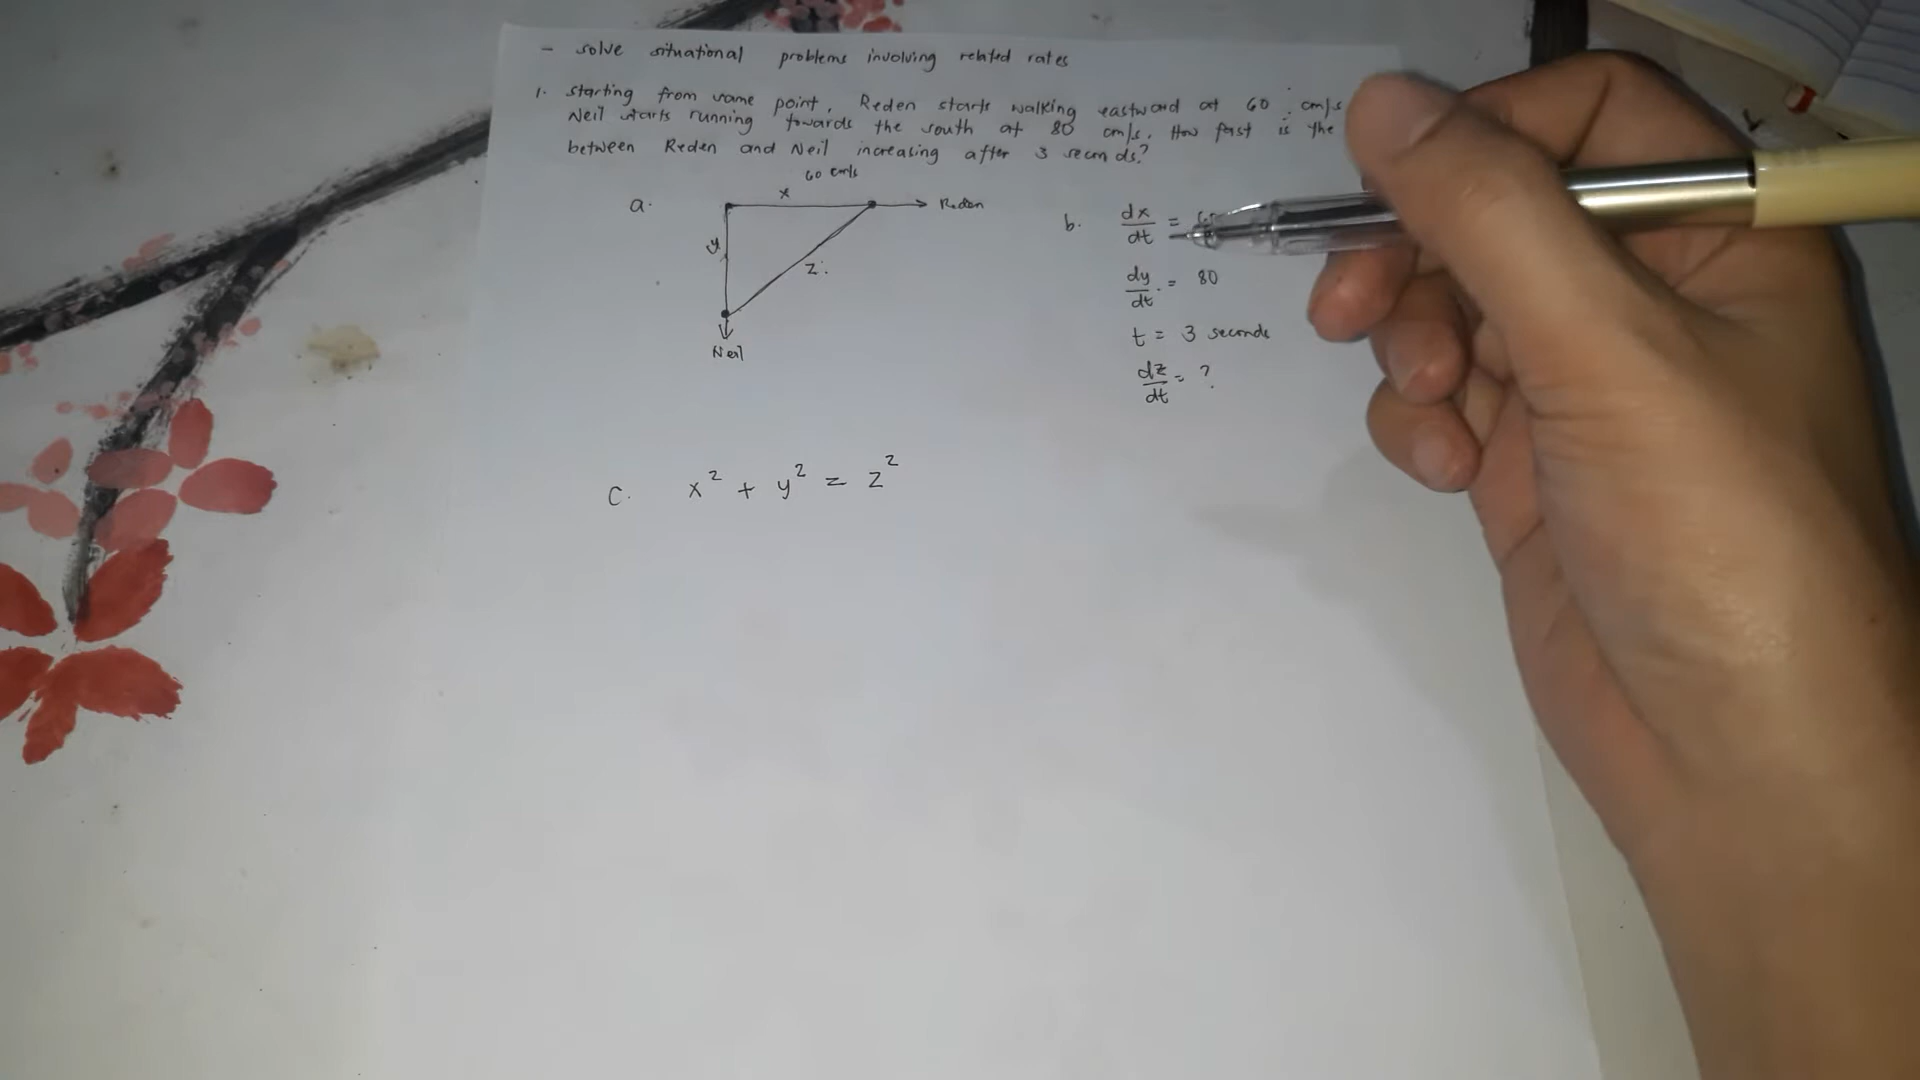 - solve situational problems involving related rates
1. starting from same point, Reden starts walking eastward at 60 cm/s
Neil starts running towards the south at 80 cm/s. How fast is the
between Reden and Neil increasing after 3 seconds?
60 cm/s
a. x Reden
y
z
Neil
b. dx/dt =
dy/dt = 80
t = 3 seconds
dz/dt = ?
c. x² + y² = z²